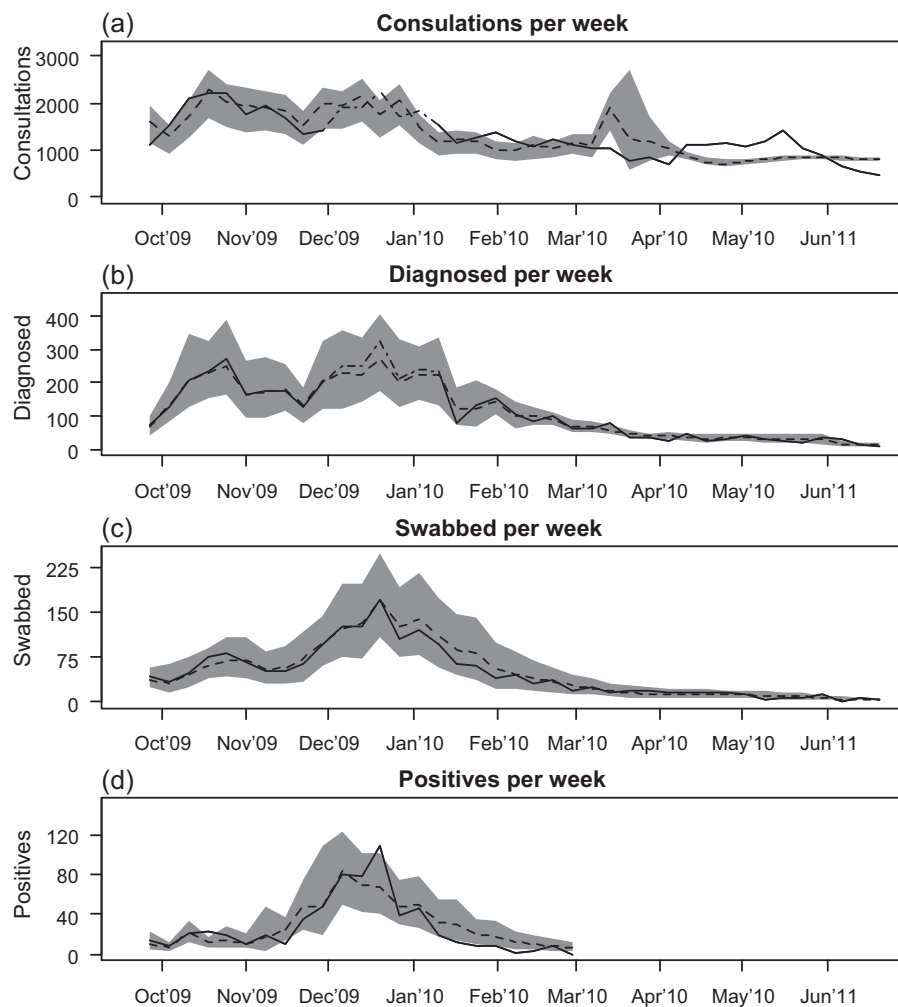 (a) Consulations per week
Consultations
3000
2000
1000
0
Oct'09 Nov'09 Dec'09 Jan'10 Feb'10 Mar'10 Apr'10 May'10 Jun'11
(b) Diagnosed per week
Diagnosed
400
300
200
100
0
Oct'09 Nov'09 Dec'09 Jan'10 Feb'10 Mar'10 Apr'10 May'10 Jun'11
(c) Swabbed per week
Swabbed
225
150
75
0
Oct'09 Nov'09 Dec'09 Jan'10 Feb'10 Mar'10 Apr'10 May'10 Jun'11
(d) Positives per week
Positives
120
80
40
0
Oct'09 Nov'09 Dec'09 Jan'10 Feb'10 Mar'10 Apr'10 May'10 Jun'11